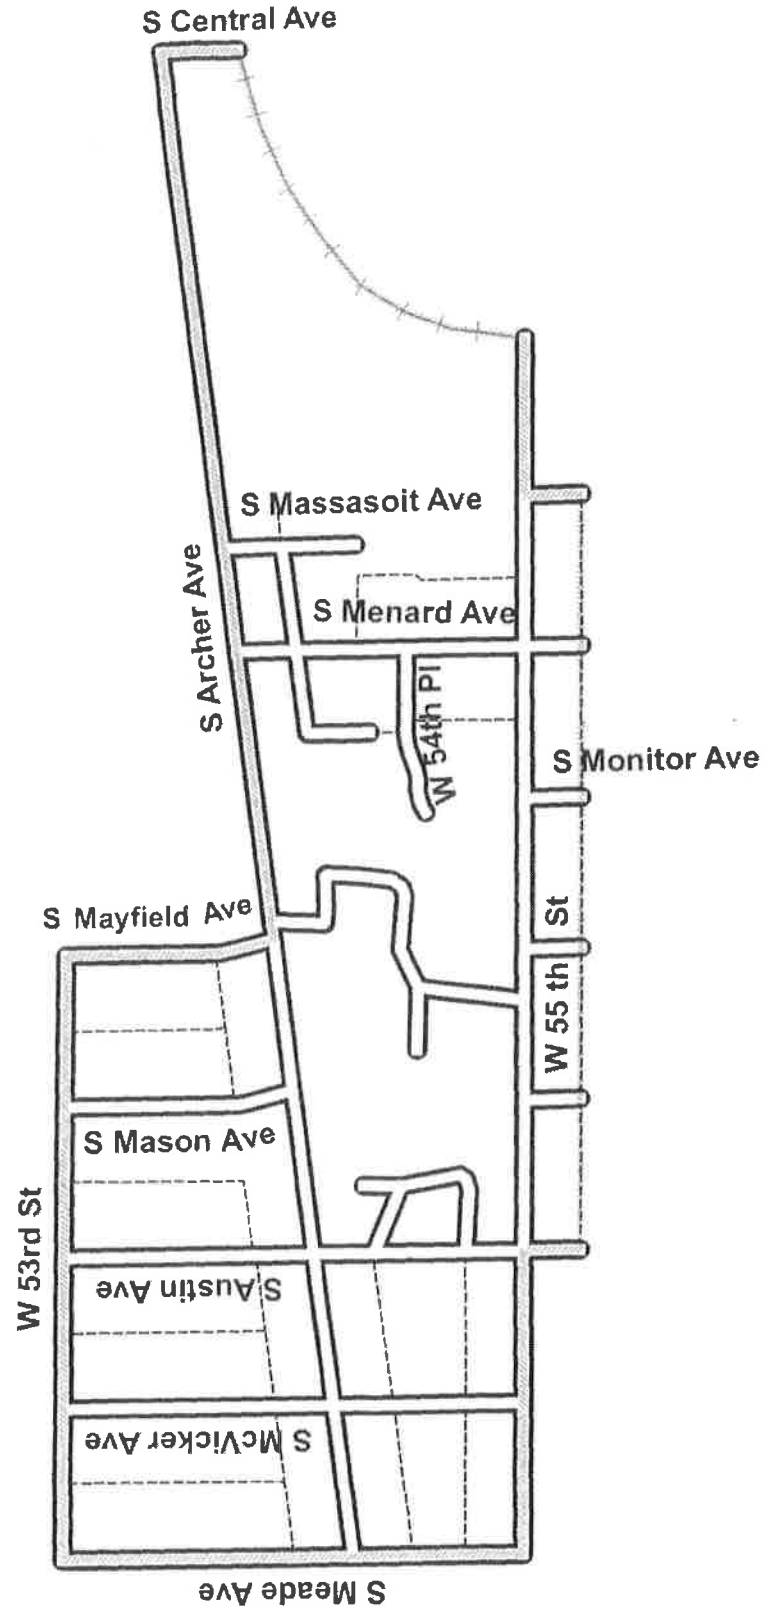 S Central Ave
S Massasoit Ave
S Archer Ave
S Menard Ave
W 54th Pl
S Monitor Ave
S Mayfield Ave
W 55 th St
S Mason Ave
W 53rd St
S Austin Ave
S McVicker Ave
S Meade Ave